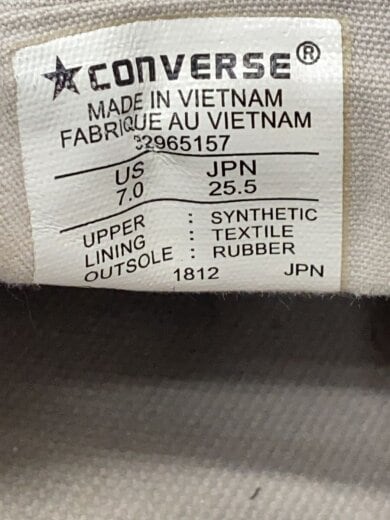 CONVERSE®
MADE IN VIETNAM
FABRIQUE AU VIETNAM
32965157
US JPN
7.0 25.5
UPPER : SYNTHETIC
LINING : TEXTILE
OUTSOLE : RUBBER
1812 JPN